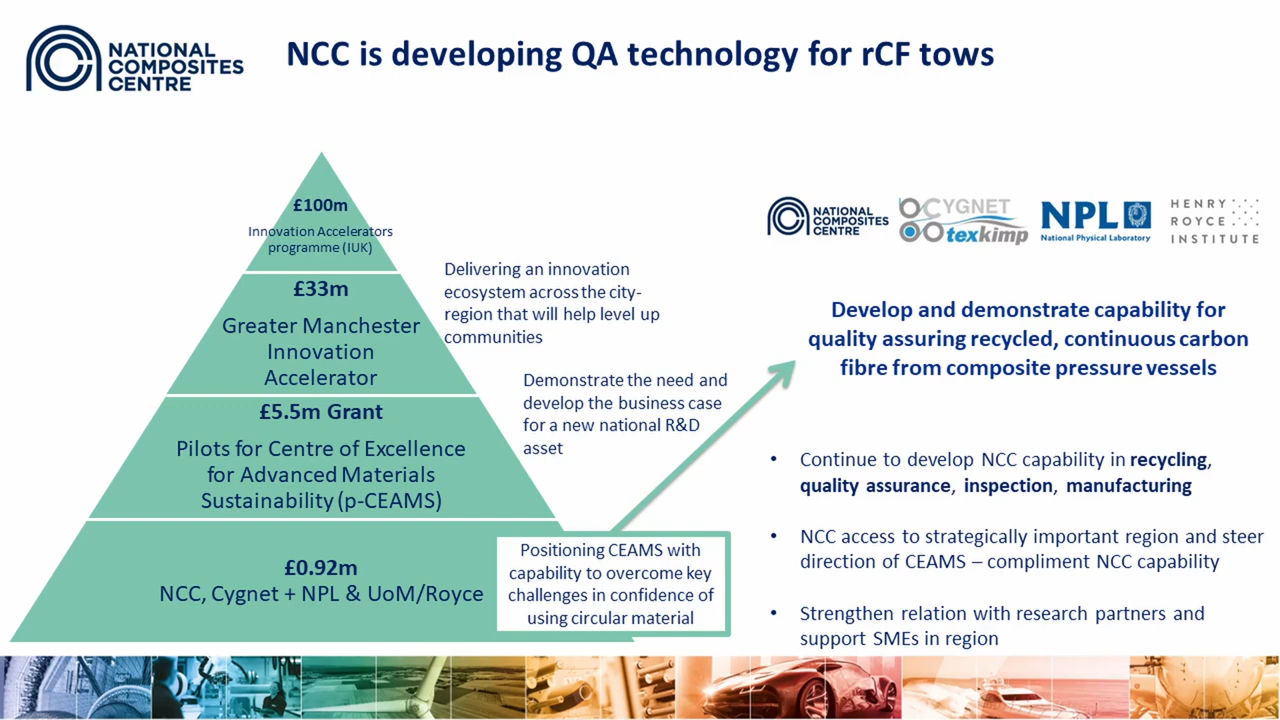 NATIONAL
COMPOSITES
CENTRE
NCC is developing QA technology for rCF tows
£100m
Innovation Accelerators
programme (IUK)
£33m
Greater Manchester
Innovation
Accelerator
£5.5m Grant
Pilots for Centre of Excellence
for Advanced Materials
Sustainability (p-CEAMS)
£0.92m
NCC, Cygnet + NPL & UoM/Royce
Delivering an innovation
ecosystem across the city-
region that will help level up
communities
Demonstrate the need and
develop the business case
for a new national R&D
asset
Positioning CEAMS with
capability to overcome key
challenges in confidence of
using circular material
NATIONAL
COMPOSITES
CENTRE
CYGNET
texkimp
NPL
National Physical Laboratory
HENRY
ROYCE
INSTITUTE
Develop and demonstrate capability for
quality assuring recycled, continuous carbon
fibre from composite pressure vessels
• Continue to develop NCC capability in recycling,
quality assurance, inspection, manufacturing
• NCC access to strategically important region and steer
direction of CEAMS – compliment NCC capability
• Strengthen relation with research partners and
support SMEs in region